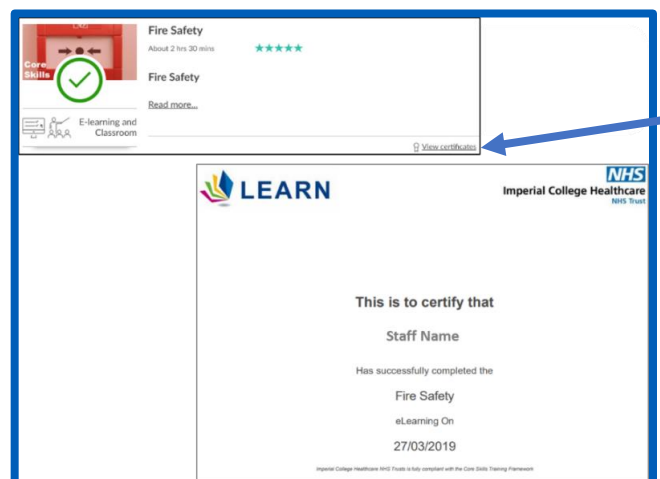 Fire Safety
About 2 hrs 30 mins
Core
Skills
Fire Safety
Read more...
E-learning and
Classroom
View certificates
LEARN
NHS
Imperial College Healthcare
NHS Trust
This is to certify that
Staff Name
Has successfully completed the
Fire Safety
eLearning On
27/03/2019
Imperial College Healthcare NHS Trusts is fully compliant with the Core Skills Training Framework